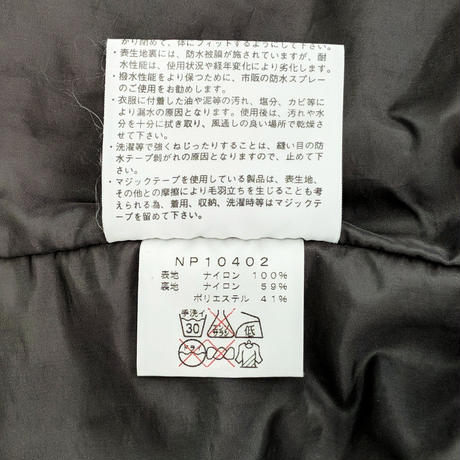 かり閉めて、体にフィットするようにして下さい。
・表生地裏には、防水被膜が施されていますが、耐
水性能は、使用状況や経年変化により劣化します。
・撥水性能をより保つために、市販の防水スプレー
のご使用をお勧めします。
・衣服に付着した油や泥等の汚れ、塩分、カビ等に
より漏水の原因となります。使用後は、汚れや水
分を十分に拭き取り、風通しの良い場所で乾燥さ
せて下さい。
・洗濯等で強くねじったりすることは、縫い目の防
水テープ剝がれの原因となりますので、止めて下
さい。
・マジックテープを使用している製品は、表生地、
その他との摩擦により毛羽立ちを生じることも考
えられる為、着用、収納、洗濯時等はマジックテー
プを留めて下さい。
NP10402
表地 ナイロン 100%
裏地 ナイロン 59%
ポリエステル 41%
手洗イ
30 エンソサラシ 低
ドライ